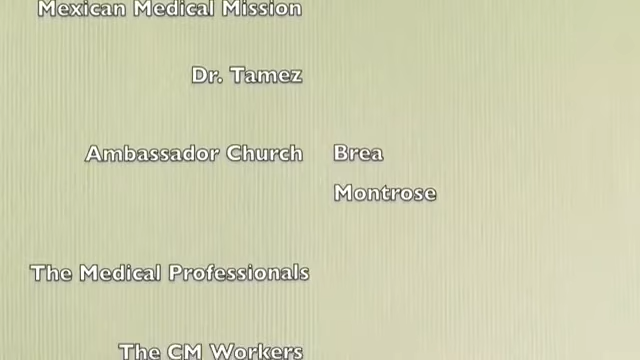 Mexican Medical Mission
Dr. Tamez
Ambassador Church Brea
Montrose
The Medical Professionals
The CM Workers